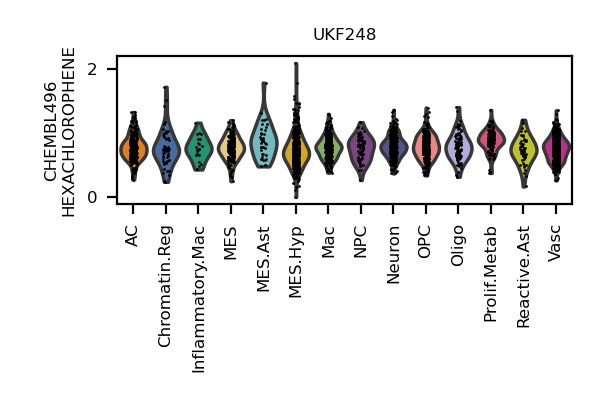 UKF248
CHEMBL496
HEXACHLOROPHENE
2
0
AC
Chromatin.Reg
Inflammatory.Mac
MES
MES.Ast
MES.Hyp
Mac
NPC
Neuron
OPC
Oligo
Prolif.Metab
Reactive.Ast
Vasc